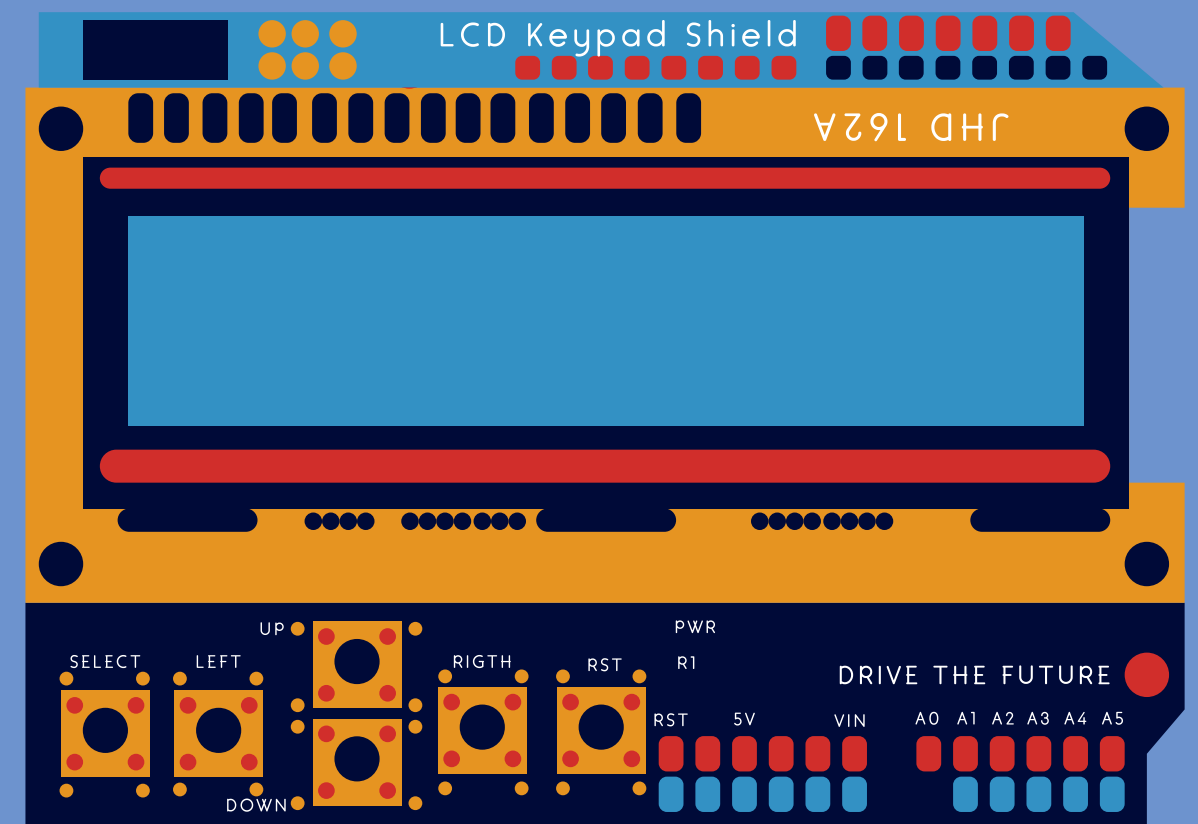 LCD Keypad Shield
JHD 162A
UP
PWR
SELECT
LEFT
RIGTH
RST
R1
DRIVE THE FUTURE
RST
5V
VIN
A0
A1
A2
A3
A4
A5
DOWN